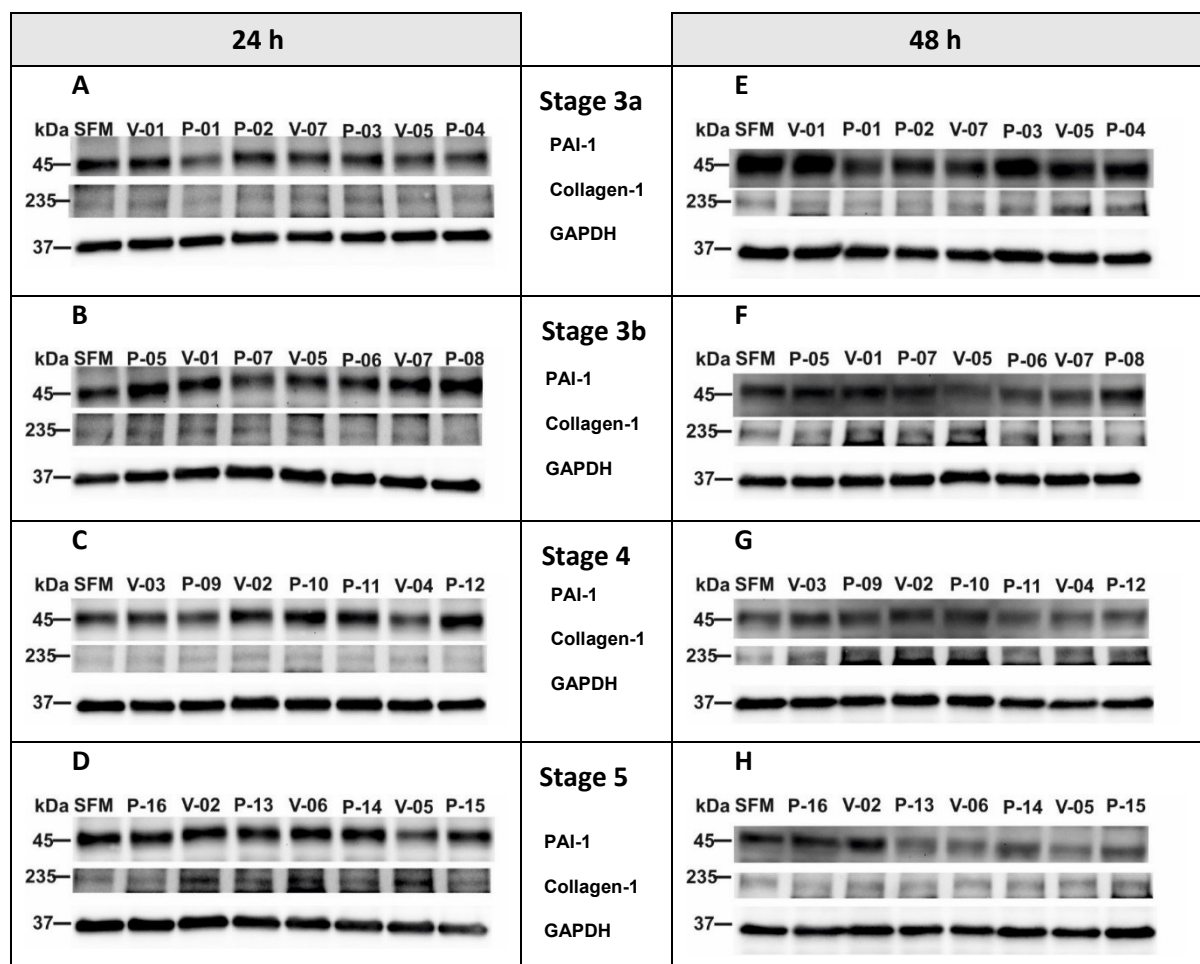 24 h
48 h
A
kDa SFM V-01 P-01 P-02 V-07 P-03 V-05 P-04
45
235
37
Stage 3a
PAI-1
Collagen-1
GAPDH
E
kDa SFM V-01 P-01 P-02 V-07 P-03 V-05 P-04
45
235
37
B
kDa SFM P-05 V-01 P-07 V-05 P-06 V-07 P-08
45
235
37
Stage 3b
PAI-1
Collagen-1
GAPDH
F
kDa SFM P-05 V-01 P-07 V-05 P-06 V-07 P-08
45
235
37
C
kDa SFM V-03 P-09 V-02 P-10 P-11 V-04 P-12
45
235
37
Stage 4
PAI-1
Collagen-1
GAPDH
G
kDa SFM V-03 P-09 V-02 P-10 P-11 V-04 P-12
45
235
37
D
kDa SFM P-16 V-02 P-13 V-06 P-14 V-05 P-15
45
235
37
Stage 5
PAI-1
Collagen-1
GAPDH
H
kDa SFM P-16 V-02 P-13 V-06 P-14 V-05 P-15
45
235
37